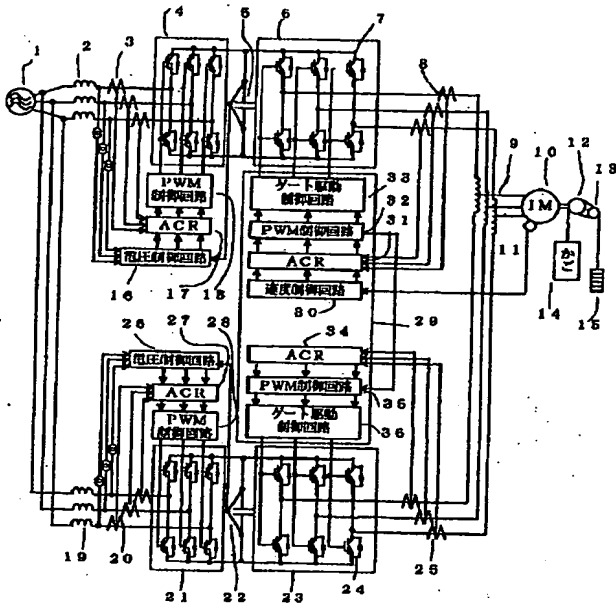 1
2
3
4
5
6
7
8
9
10
12
13
IM
11
かご
14
15
PWM
制御回路
ACR
電圧制御回路
16
17
18
ゲート駆動
制御回路
PWM制御回路
ACR
速度制御回路
33
32
31
30
29
26
27
28
電圧制御回路
ACR
PWM
制御回路
34
ACR
PWM制御回路
ゲート駆動
制御回路
35
36
19
20
21
22
23
24
25